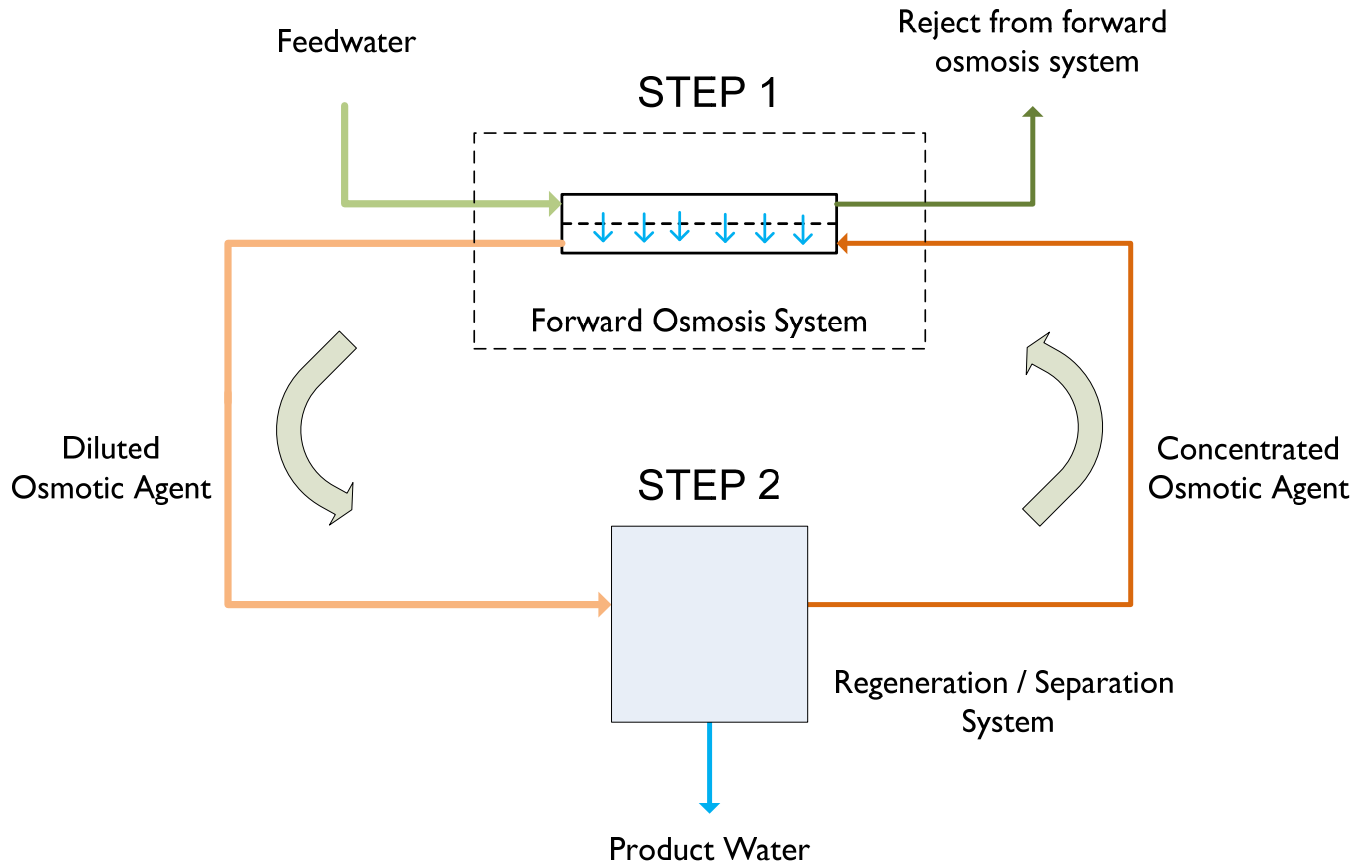 Feedwater
Reject from forward
osmosis system
STEP 1
Forward Osmosis System
Diluted
Osmotic Agent
Concentrated
Osmotic Agent
STEP 2
Regeneration / Separation
System
Product Water